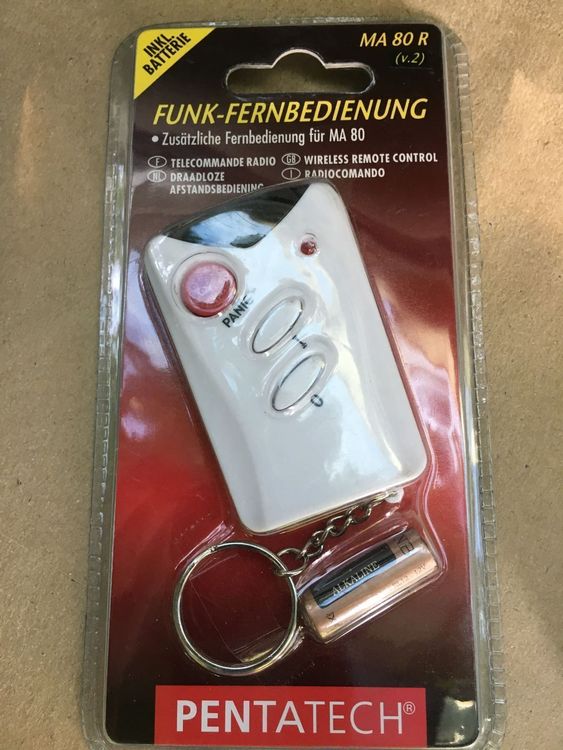 INKL.
BATTERIE
MA 80 R
(v.2)
FUNK-FERNBEDIENUNG
• Zusätzliche Fernbedienung für MA 80
F TELECOMMANDE RADIO GB WIRELESS REMOTE CONTROL
NL DRAADLOZE I RADIOCOMANDO
AFSTANDSBEDIENING
PANIC
ALKALINE
PENTATECH®